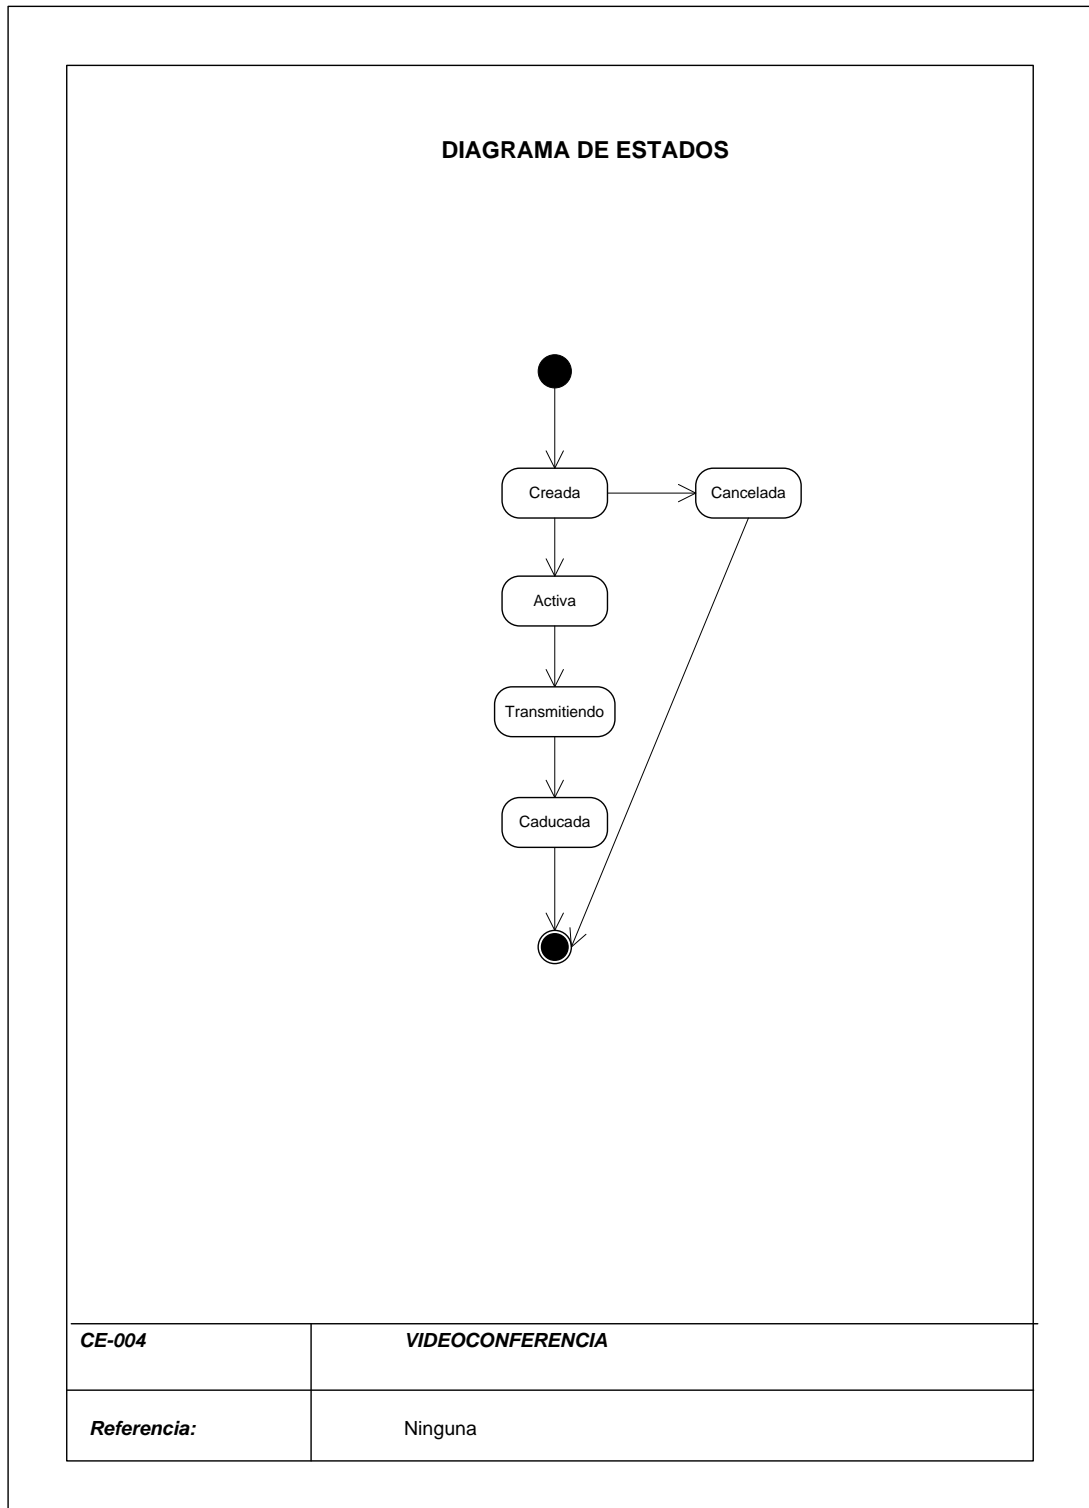 DIAGRAMA DE ESTADOS
Creada
Cancelada
Activa
Transmitiendo
Caducada
CE-004
VIDEOCONFERENCIA
Referencia:
Ninguna